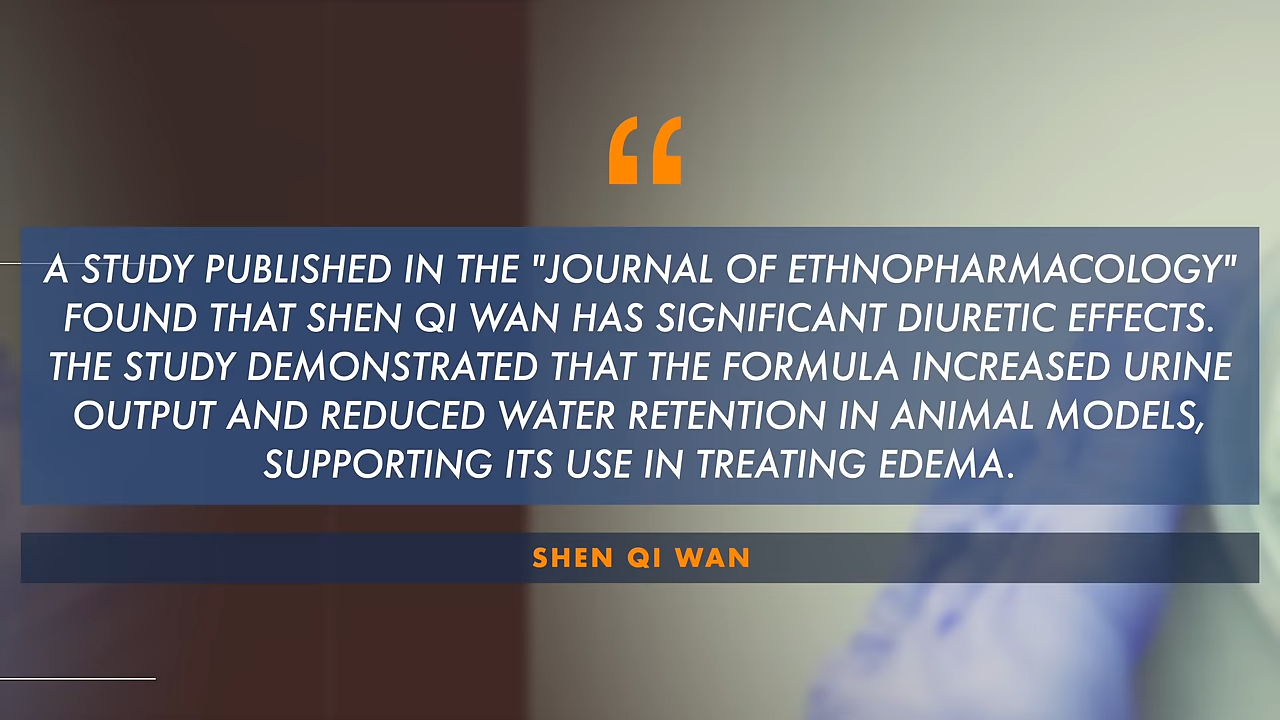 “
A STUDY PUBLISHED IN THE "JOURNAL OF ETHNOPHARMACOLOGY"
FOUND THAT SHEN QI WAN HAS SIGNIFICANT DIURETIC EFFECTS.
THE STUDY DEMONSTRATED THAT THE FORMULA INCREASED URINE
OUTPUT AND REDUCED WATER RETENTION IN ANIMAL MODELS,
SUPPORTING ITS USE IN TREATING EDEMA.
SHEN QI WAN